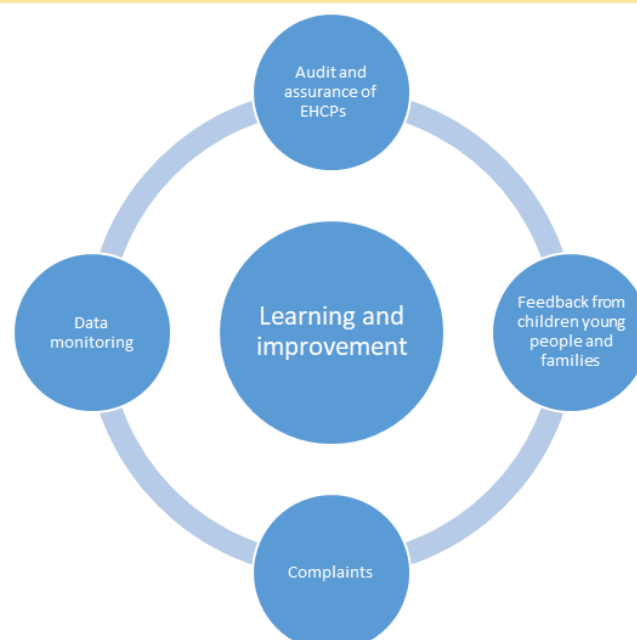 Audit and
assurance of
EHCPs
Learning and
improvement
Data
monitoring
Feedback from
children young
people and
families
Complaints